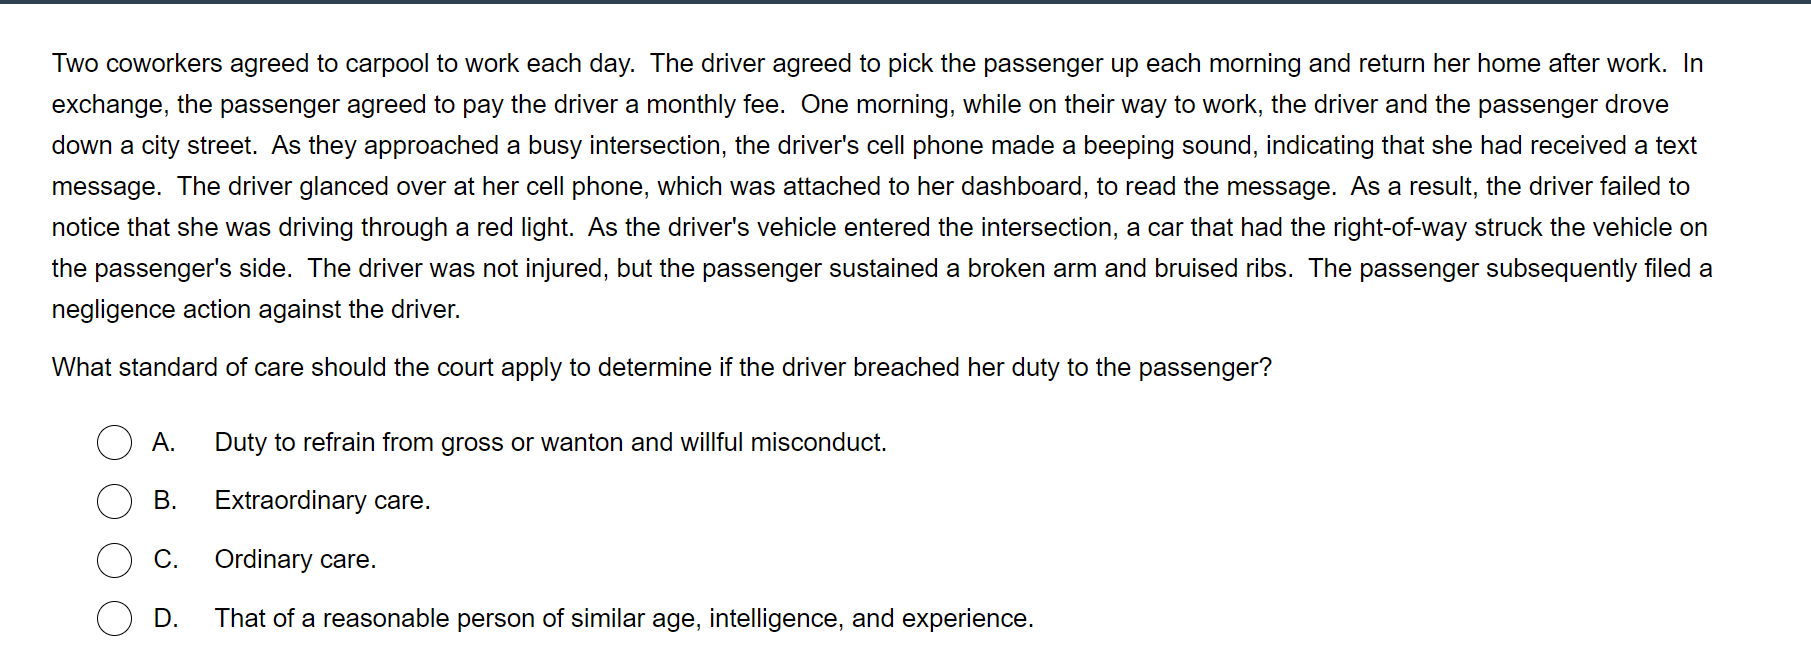 Two coworkers agreed to carpool to work each day.  The driver agreed to pick the passenger up each morning and return her home after work.  In
exchange, the passenger agreed to pay the driver a monthly fee.  One morning, while on their way to work, the driver and the passenger drove
down a city street.  As they approached a busy intersection, the driver's cell phone made a beeping sound, indicating that she had received a text
message.  The driver glanced over at her cell phone, which was attached to her dashboard, to read the message.  As a result, the driver failed to
notice that she was driving through a red light.  As the driver's vehicle entered the intersection, a car that had the right-of-way struck the vehicle on
the passenger's side.  The driver was not injured, but the passenger sustained a broken arm and bruised ribs.  The passenger subsequently filed a
negligence action against the driver.
What standard of care should the court apply to determine if the driver breached her duty to the passenger?
A. Duty to refrain from gross or wanton and willful misconduct.
B. Extraordinary care.
C. Ordinary care.
D. That of a reasonable person of similar age, intelligence, and experience.